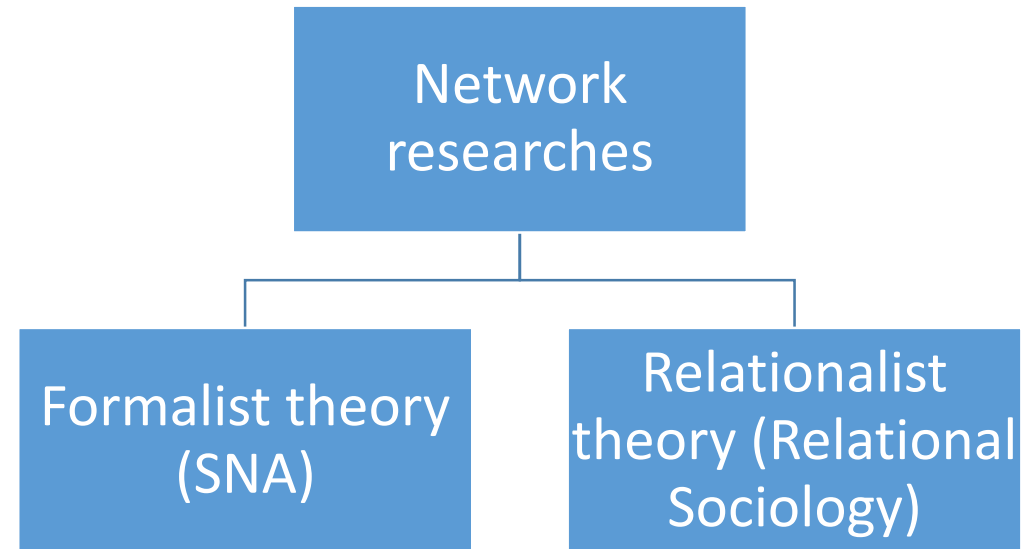 Network
researches
Formalist theory
(SNA)
Relationalist
theory (Relational
Sociology)